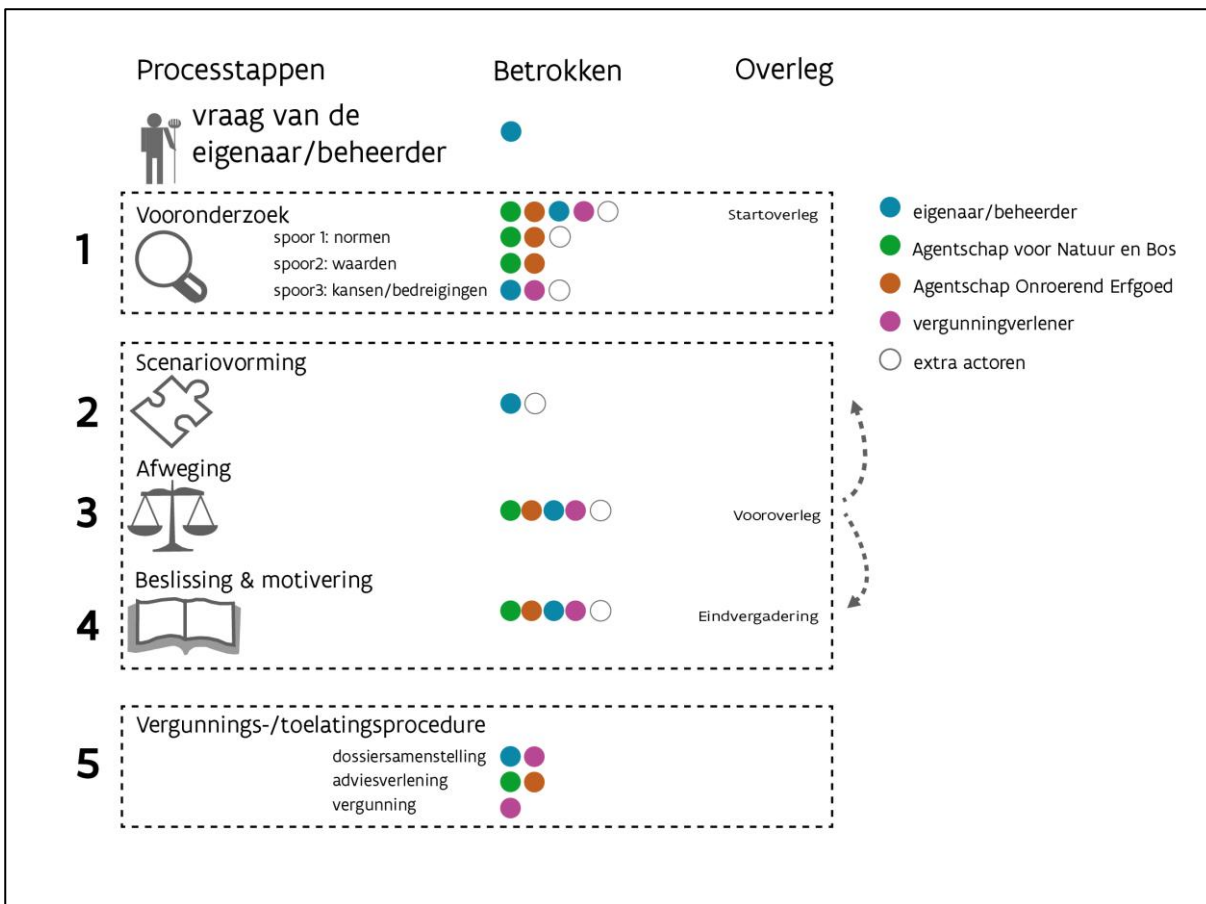 Processtappen
Betrokken
Overleg
vraag van de
eigenaar/beheerder
1
Vooronderzoek
Startoverleg
spoor 1: normen
spoor2: waarden
spoor3: kansen/bedreigingen
eigenaar/beheerder
Agentschap voor Natuur en Bos
Agentschap Onroerend Erfgoed
vergunningverlener
extra actoren
2
Scenariovorming
3
Afweging
Vooroverleg
4
Beslissing & motivering
Eindvergadering
5
Vergunnings-/toelatingsprocedure
dossiersamenstelling
adviesverlening
vergunning